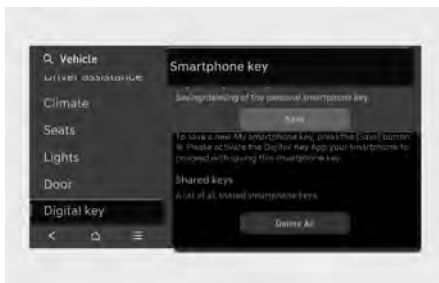 Vehicle
Driver assistance
Climate
Seats
Lights
Door
Digital key
Smartphone key
Saving/deleting of the personal smartphone key
Save
To save a new My smartphone key, press the [Save] button.
※ Please activate the Digital Key App your smartphone to
proceed with saving this smartphone key.
Shared keys
A list of all shared smartphone keys
Delete All